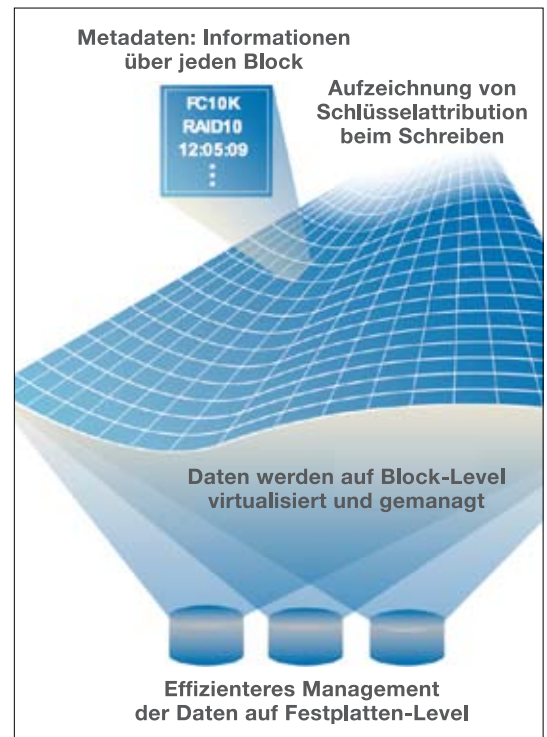 Metadaten: Informationen
über jeden Block
FC10K
RAID10
12:05:09
Aufzeichnung von
Schlüsselattribution
beim Schreiben
Daten werden auf Block-Level
virtualisiert und gemanagt
Effizienteres Management
der Daten auf Festplatten-Level